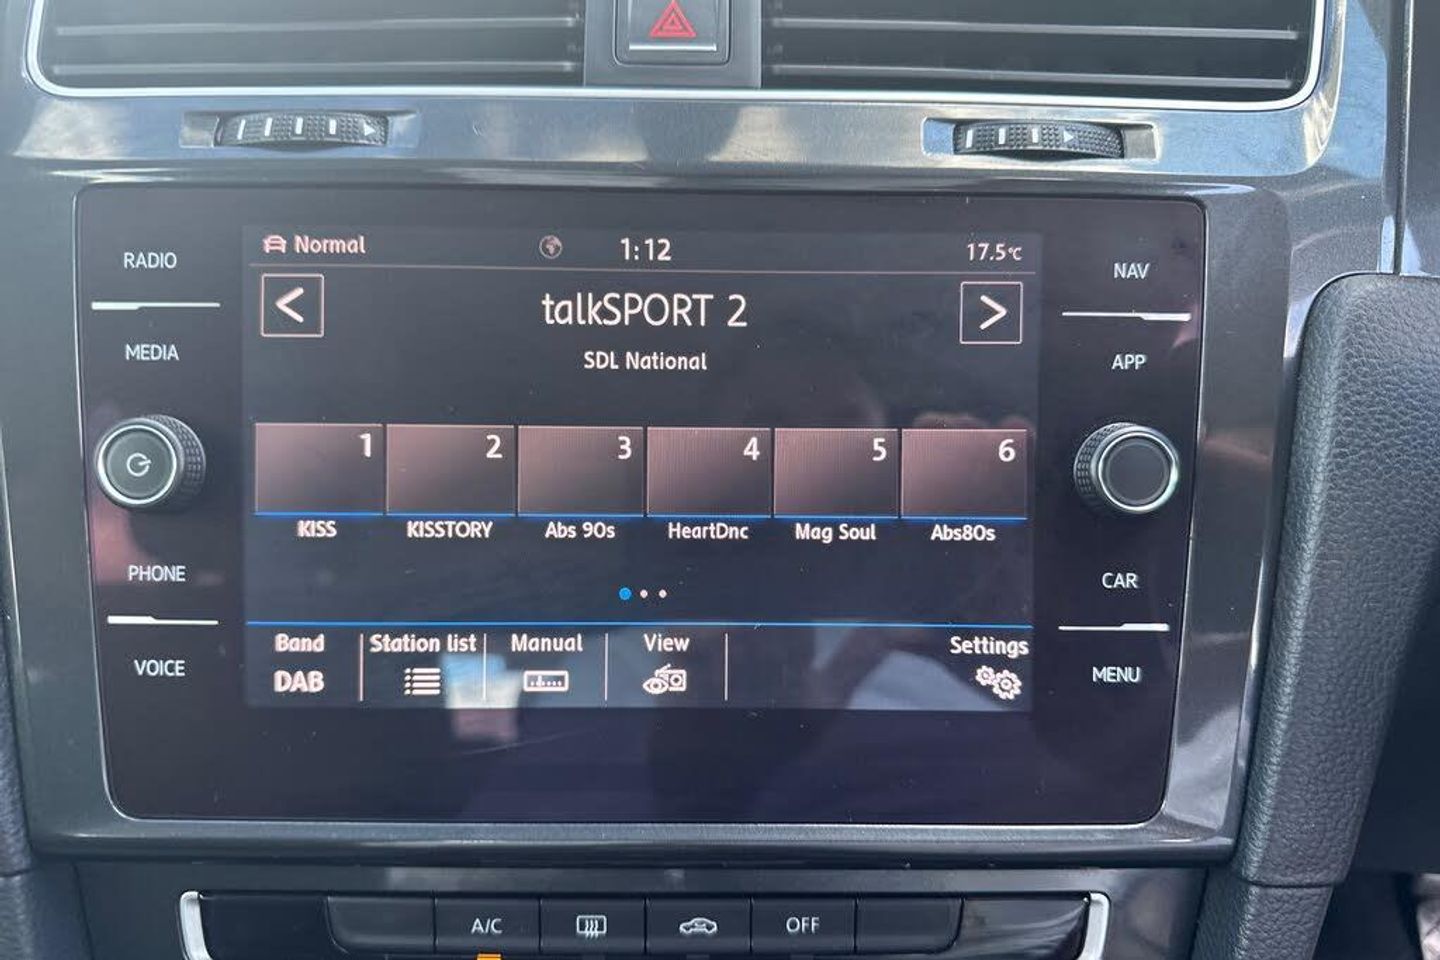 RADIO
MEDIA
PHONE
VOICE
Normal
1:12
17.5°C
<
talkSPORT 2
>
SDL National
1 2 3 4 5 6
KISS KISSTORY Abs 90s HeartDnc Mag Soul Abs80s
Band Station list Manual View Settings
DAB
NAV
APP
CAR
MENU
A/C OFF